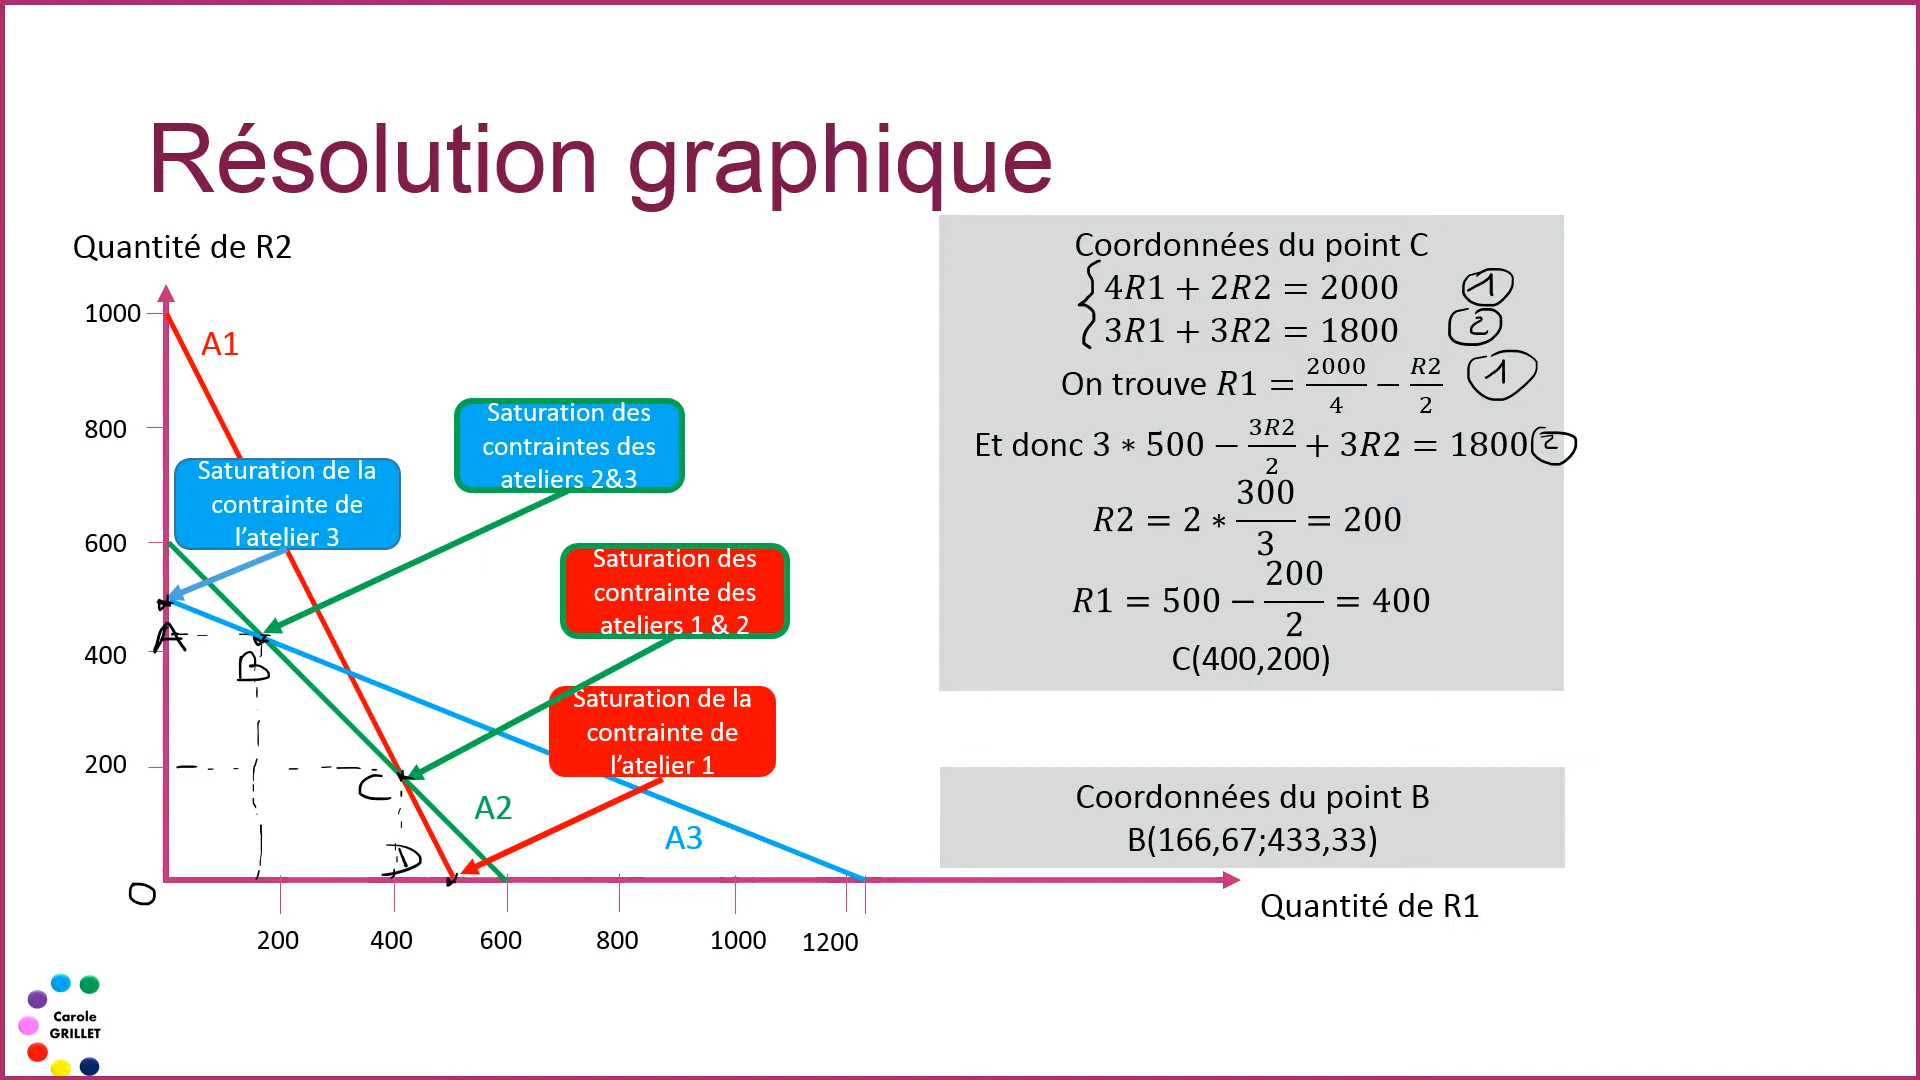 Résolution graphique
Quantité de R2
1000
800
600
400
200
A1
Saturation de la
contrainte de
l'atelier 3
Saturation des
contraintes des
ateliers 2&3
Saturation des
contrainte des
ateliers 1 & 2
Saturation de la
contrainte de
l'atelier 1
A
B
C
D
O
A2
A3
200
400
600
800
1000
1200
Quantité de R1
Coordonnées du point C
4R1 + 2R2 = 2000 1
3R1 + 3R2 = 1800 2
On trouve R1 = 2000/4 − R2/2 1
Et donc 3 ∗ 500 − 3R2/2 + 3R2 = 1800 2
R2 = 2 ∗ 300/3 = 200
R1 = 500 − 200/2 = 400
C(400,200)
Coordonnées du point B
B(166,67;433,33)
Carole
GRILLET